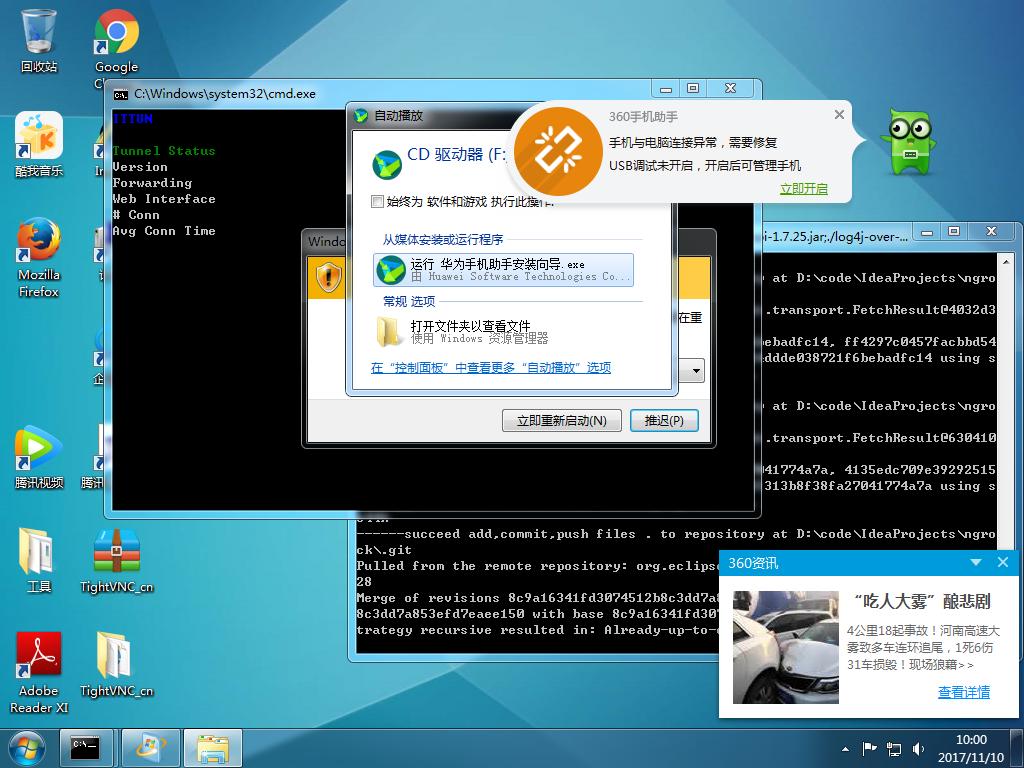 回收站
Google
酷我音乐
Mozilla
Firefox
腾讯视频
腾讯
工具
TightVNC_cn
Adobe
Reader XI
TightVNC_cn
C:\Windows\system32\cmd.exe
ITTUN
Tunnel Status
Version
Forwarding
Web Interface
# Conn
Avg Conn Time
自动播放
CD 驱动器 (F:
始终为 软件和游戏 执行此操作:
从媒体安装或运行程序
运行 华为手机助手安装向导.exe
由 Huawei Software Technologies Co...
常规 选项
打开文件夹以查看文件
使用 Windows 资源管理器
在“控制面板”中查看更多“自动播放”选项
360手机助手
手机与电脑连接异常，需要修复
USB调试未开启，开启后可管理手机
立即开启
Windo
在重
立即重新启动(N)
推迟(P)
i-1.7.25.jar;./log4j-over-...
at D:\code\IdeaProjects\ngro
.transport.FetchResult@4032d3
ebadfc14, ff4297c0457facbbd54
ddde038721f6bebadfc14 using s
at D:\code\IdeaProjects\ngro
.transport.FetchResult@630410
41774a7a, 4135edc709e39292515
313b8f38fa27041774a7a using s
------succeed add,commit,push files . to repository at D:\code\IdeaProjects\ngro
ck\.git
Pulled from the remote repository: org.eclips
28
Merge of revisions 8c9a16341fd3074512b8c3dd7a8
8c3dd7a853efd7eaee150 with base 8c9a16341fd307
trategy recursive resulted in: Already-up-to-
360资讯
“吃人大雾”酿悲剧
4公里18起事故！河南高速大
雾致多车连环追尾，1死6伤
31车损毁！现场狼藉>>
查看详情
10:00
2017/11/10